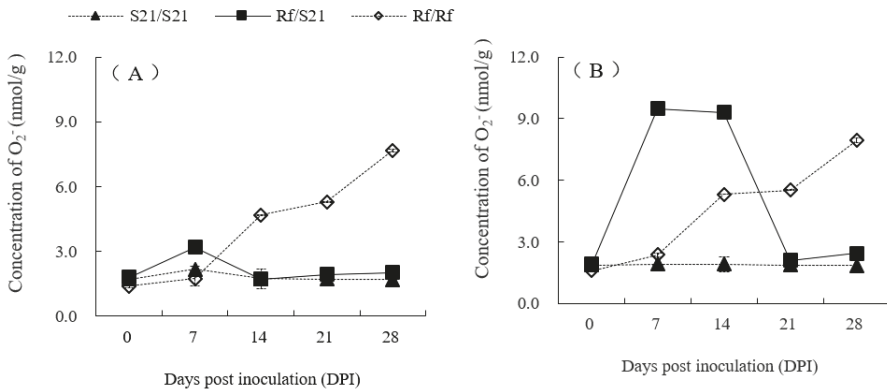 S21/S21 Rf/S21 Rf/Rf
Concentration of O₂⁻ (nmol/g)
12.0
9.0
6.0
3.0
0.0
（ A ）
0 7 14 21 28
Days post inoculation (DPI)
Concentration of O₂⁻ (nmol/g)
12.0
9.0
6.0
3.0
0.0
（ B ）
0 7 14 21 28
Days post inoculation (DPI)